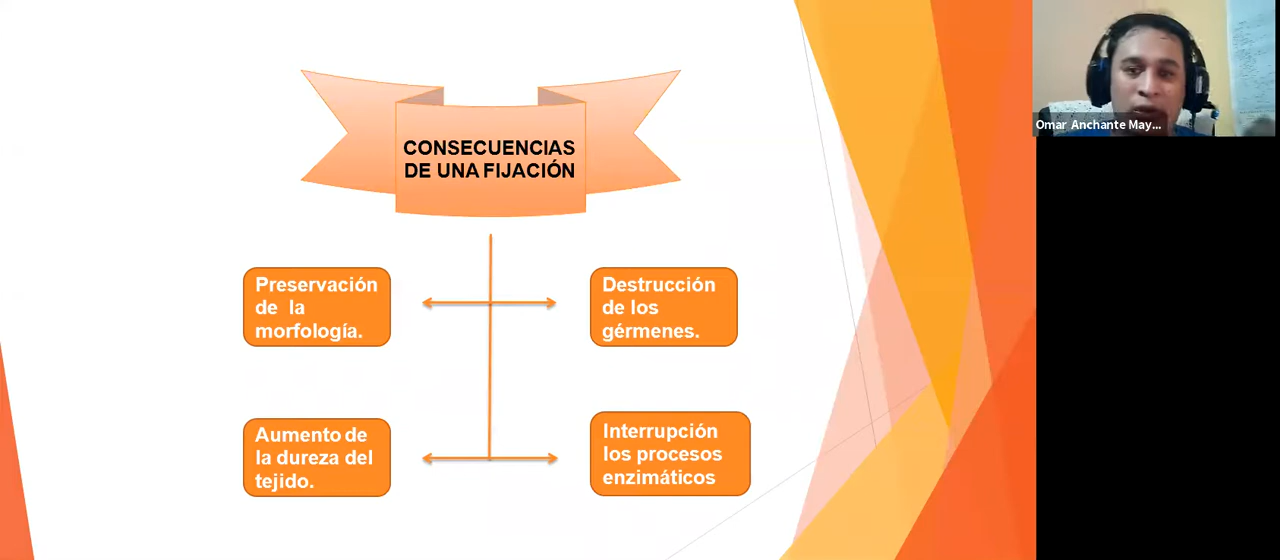 CONSECUENCIAS
DE UNA FIJACIÓN
Preservación
de la
morfología.
Destrucción
de los
gérmenes.
Aumento de
la dureza del
tejido.
Interrupción
los procesos
enzimáticos
Omar Anchante May...